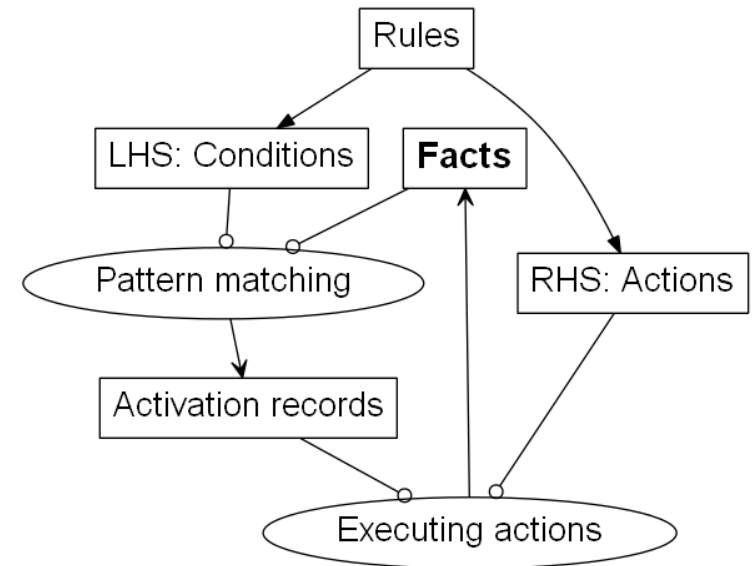 Rules
LHS: Conditions
Facts
Pattern matching
RHS: Actions
Activation records
Executing actions